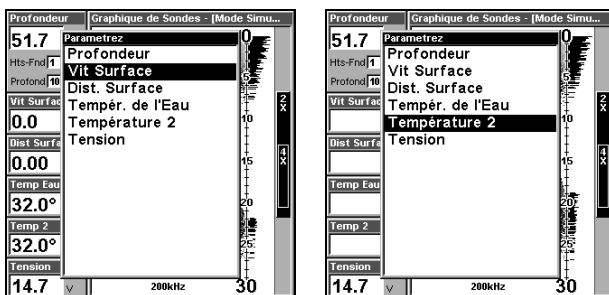 Profondeur Graphique de Sondes - [Mode Simu...
51.7
Parametrez
Profondeur
Vit Surface
Dist. Surface
Tempér. de l'Eau
Température 2
Tension
Hts-Fnd 1
Profond 10
Vit Surfac
0.0
Dist Surfa
0.00
Temp Eau
32.0°
Temp 2
32.0°
Tension
14.7
V
200kHz
0
5
10
15
20
25
30
2X
4X
Profondeur Graphique de Sondes - [Mode Simu...
51.7
Parametrez
Profondeur
Vit Surface
Dist. Surface
Tempér. de l'Eau
Température 2
Tension
Hts-Fnd 1
Profond 10
Vit Surfac
Dist Surfa
Temp Eau
Temp 2
Tension
14.7
V
200kHz
0
5
10
15
20
25
30
2X
4X